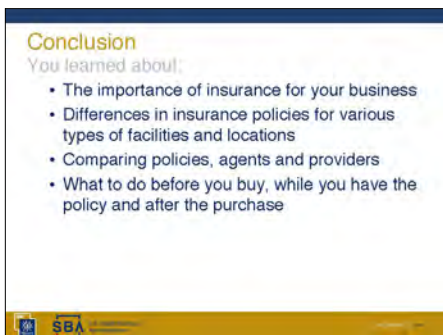 Conclusion
You learned about:
• The importance of insurance for your business
• Differences in insurance policies for various
types of facilities and locations
• Comparing policies, agents and providers
• What to do before you buy, while you have the
policy and after the purchase
SBA